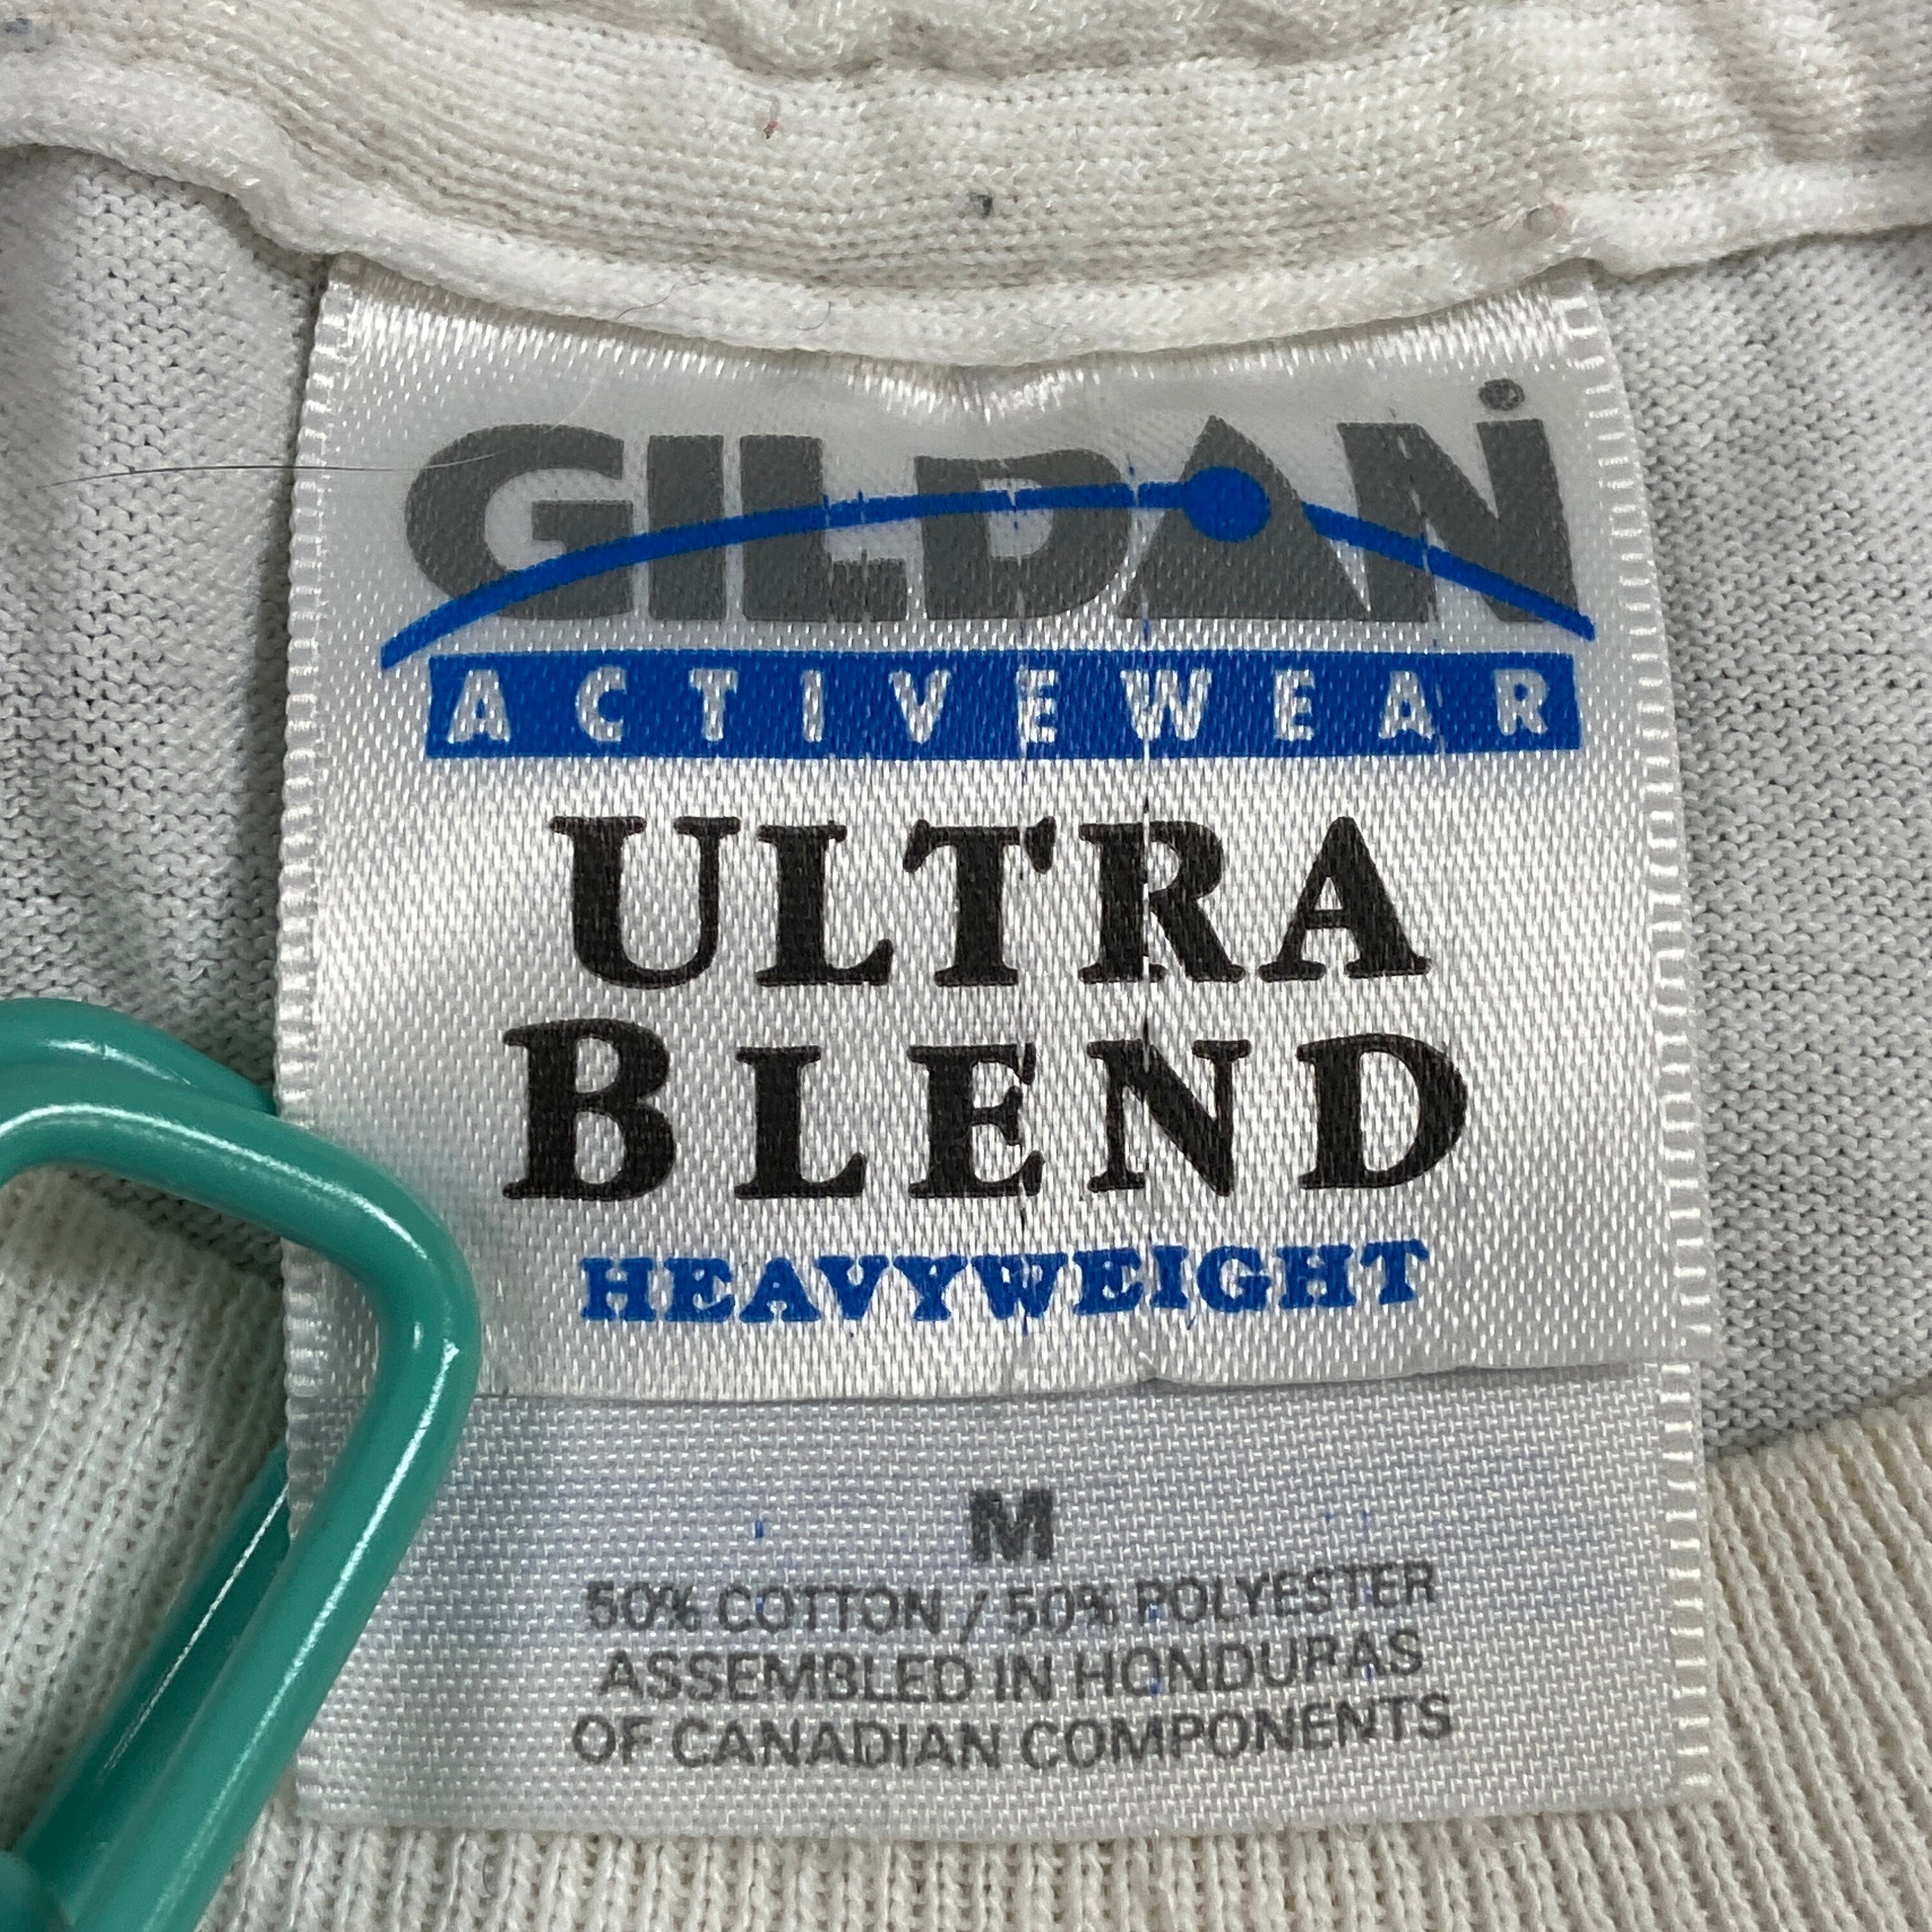 GILDAN
ACTIVEWEAR
ULTRA
BLEND
HEAVYWEIGHT
M
50% COTTON / 50% POLYESTER
ASSEMBLED IN HONDURAS
OF CANADIAN COMPONENTS